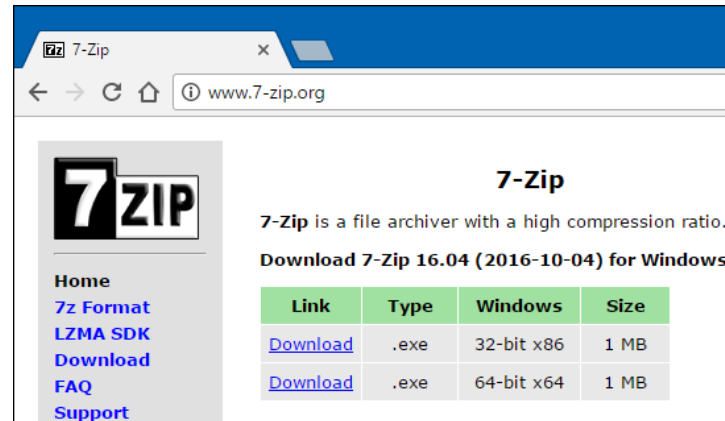 7z 7-Zip
www.7-zip.org
7ZIP
Home
7z Format
LZMA SDK
Download
FAQ
Support
7-Zip
7-Zip is a file archiver with a high compression ratio.
Download 7-Zip 16.04 (2016-10-04) for Windows
Link Type Windows Size
Download .exe 32-bit x86 1 MB
Download .exe 64-bit x64 1 MB